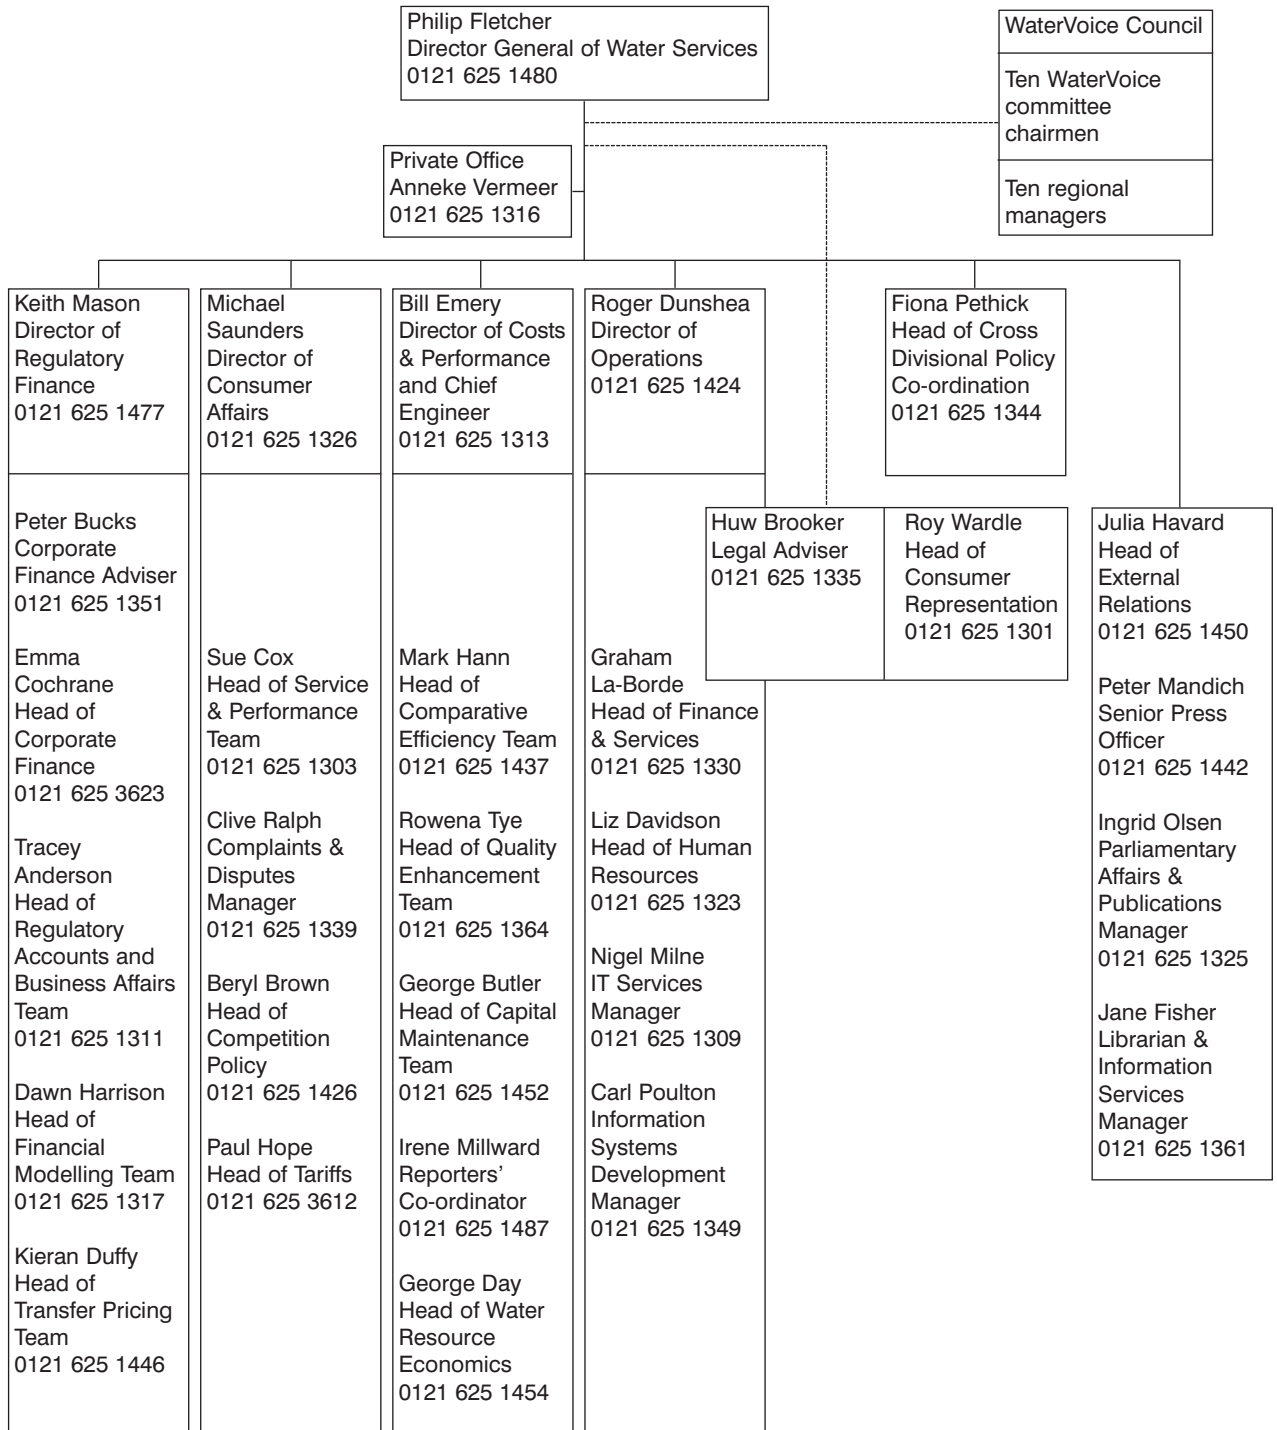 Philip Fletcher
Director General of Water Services
0121 625 1480
WaterVoice Council
Ten WaterVoice
committee
chairmen
Ten regional
managers
Private Office
Anneke Vermeer
0121 625 1316
Keith Mason
Director of
Regulatory
Finance
0121 625 1477
Peter Bucks
Corporate
Finance Adviser
0121 625 1351
Emma
Cochrane
Head of
Corporate
Finance
0121 625 3623
Tracey
Anderson
Head of
Regulatory
Accounts and
Business Affairs
Team
0121 625 1311
Dawn Harrison
Head of
Financial
Modelling Team
0121 625 1317
Kieran Duffy
Head of
Transfer Pricing
Team
0121 625 1446
Michael
Saunders
Director of
Consumer
Affairs
0121 625 1326
Sue Cox
Head of Service
& Performance
Team
0121 625 1303
Clive Ralph
Complaints &
Disputes
Manager
0121 625 1339
Beryl Brown
Head of
Competition
Policy
0121 625 1426
Paul Hope
Head of Tariffs
0121 625 3612
Bill Emery
Director of Costs
& Performance
and Chief
Engineer
0121 625 1313
Mark Hann
Head of
Comparative
Efficiency Team
0121 625 1437
Rowena Tye
Head of Quality
Enhancement
Team
0121 625 1364
George Butler
Head of Capital
Maintenance
Team
0121 625 1452
Irene Millward
Reporters’
Co-ordinator
0121 625 1487
George Day
Head of Water
Resource
Economics
0121 625 1454
Roger Dunshea
Director of
Operations
0121 625 1424
Graham
La-Borde
Head of Finance
& Services
0121 625 1330
Liz Davidson
Head of Human
Resources
0121 625 1323
Nigel Milne
IT Services
Manager
0121 625 1309
Carl Poulton
Information
Systems
Development
Manager
0121 625 1349
Fiona Pethick
Head of Cross
Divisional Policy
Co-ordination
0121 625 1344
Huw Brooker
Legal Adviser
0121 625 1335
Roy Wardle
Head of
Consumer
Representation
0121 625 1301
Julia Havard
Head of
External
Relations
0121 625 1450
Peter Mandich
Senior Press
Officer
0121 625 1442
Ingrid Olsen
Parliamentary
Affairs &
Publications
Manager
0121 625 1325
Jane Fisher
Librarian &
Information
Services
Manager
0121 625 1361